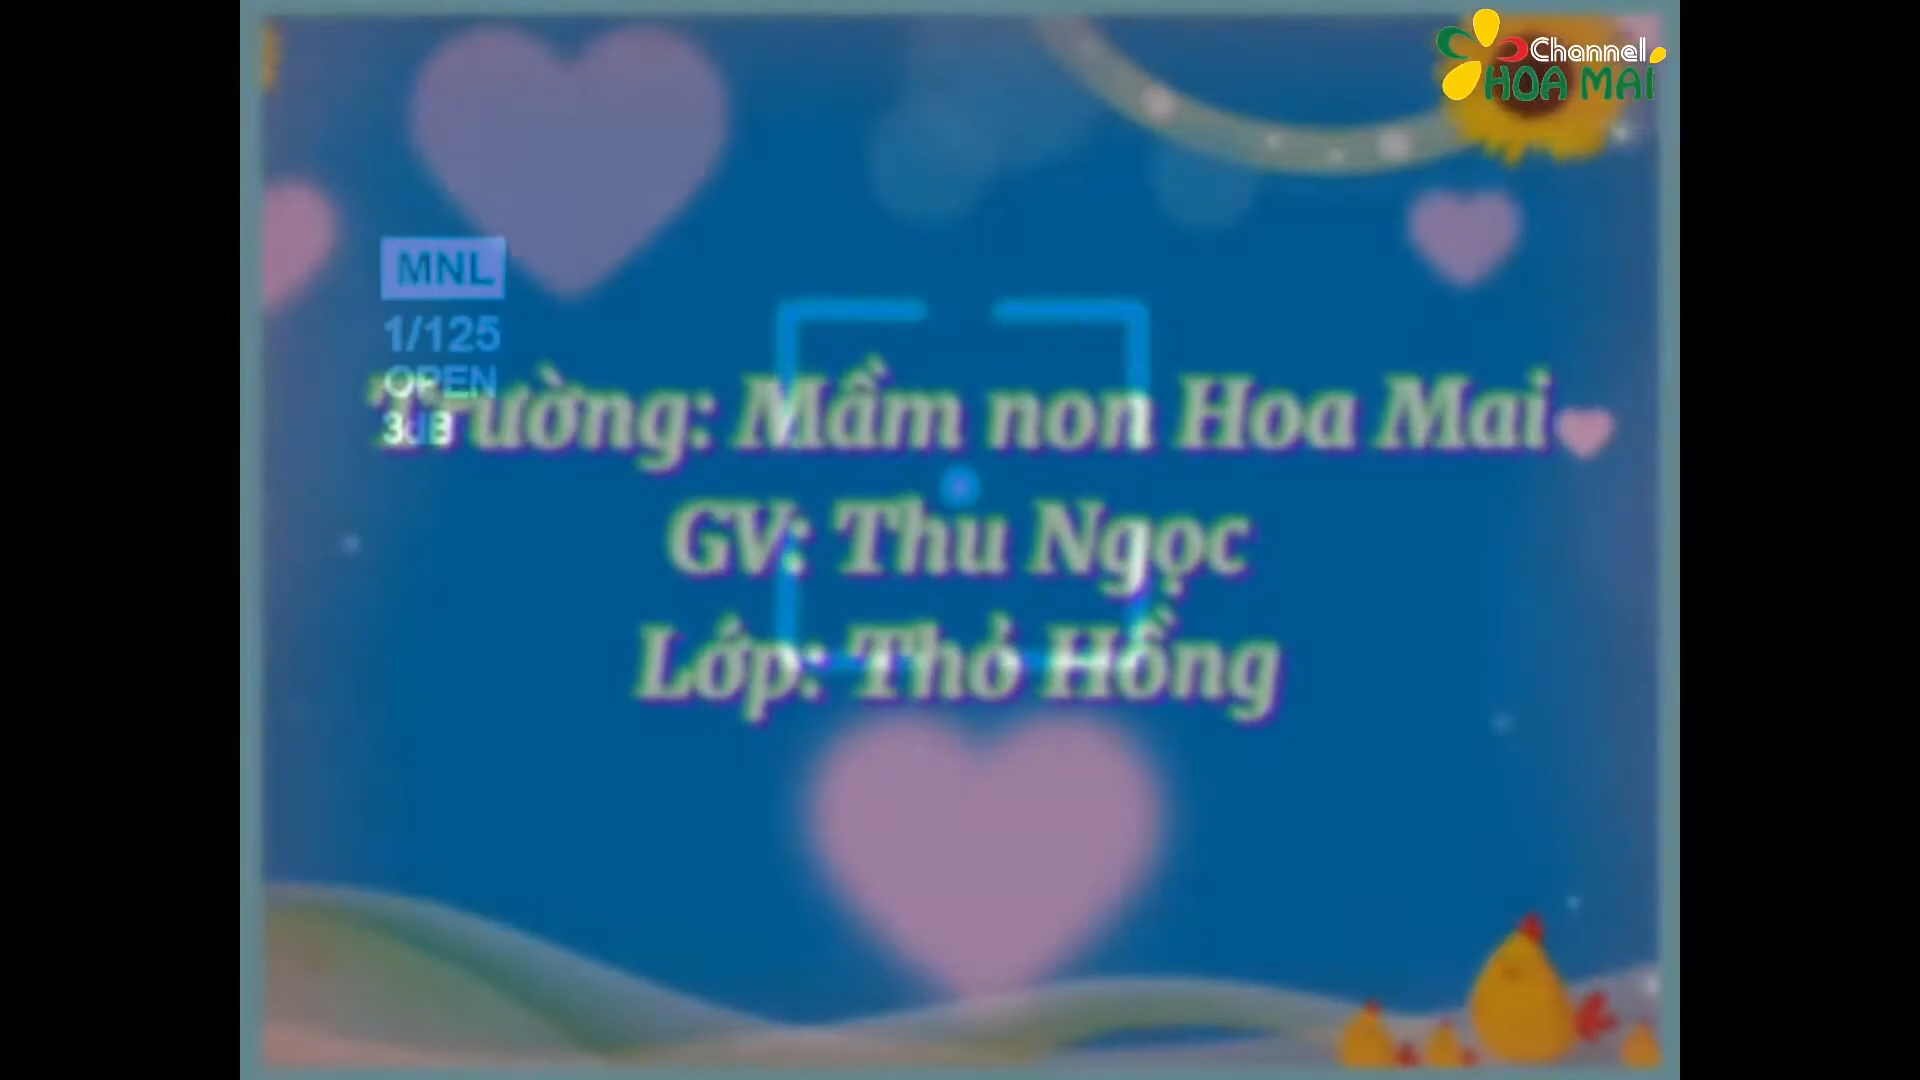 Channel
HOA MAI
MNL
1/125
OPEN
Trường: Mầm non Hoa Mai
GV: Thu Ngọc
Lớp: Thỏ Hồng